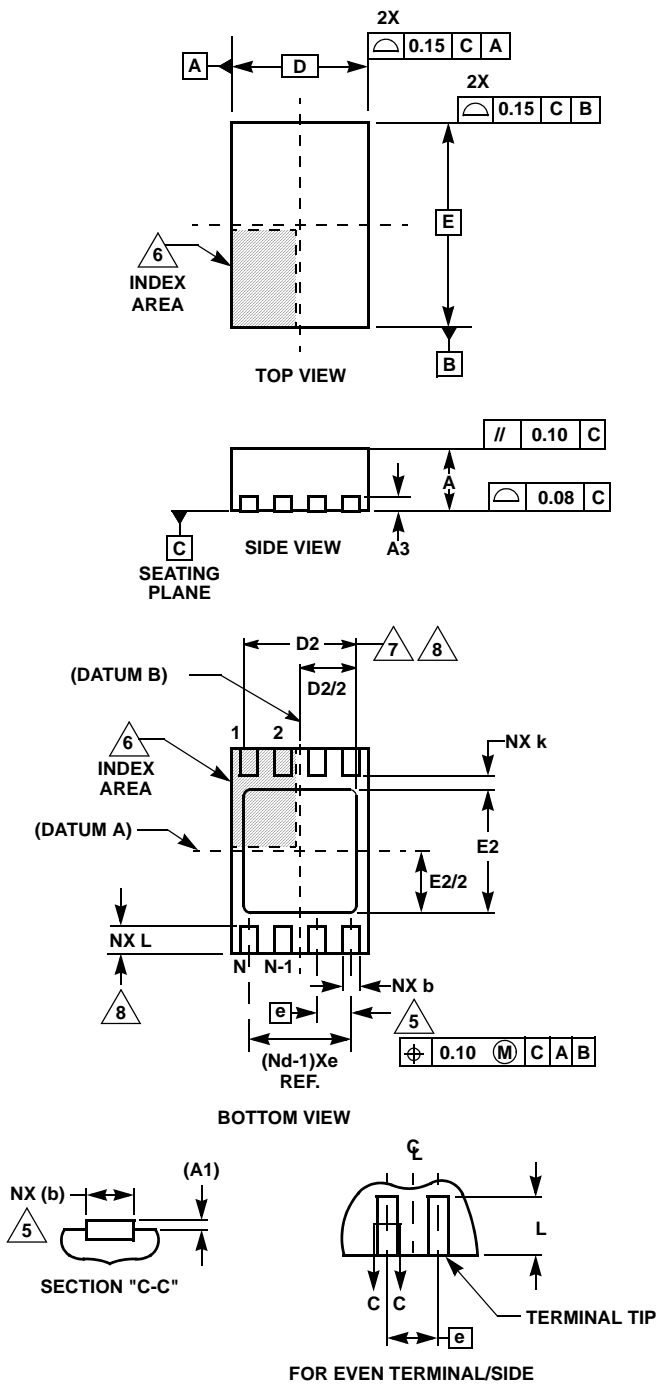 2X
⌓ 0.15 C A
A D
2X
⌓ 0.15 C B
E
6
INDEX
AREA
B
TOP VIEW
// 0.10 C
A
⌓ 0.08 C
C
SIDE VIEW
A3
SEATING
PLANE
D2
7 8
(DATUM B)
D2/2
1 2
6
INDEX
AREA
NX k
(DATUM A)
E2
E2/2
NX L
N N-1
NX b
8
e
5
(Nd-1)Xe
REF.
⌖ 0.10 Ⓜ C A B
BOTTOM VIEW
(A1)
NX (b)
5
SECTION "C-C"
℄
L
C C
TERMINAL TIP
e
FOR EVEN TERMINAL/SIDE